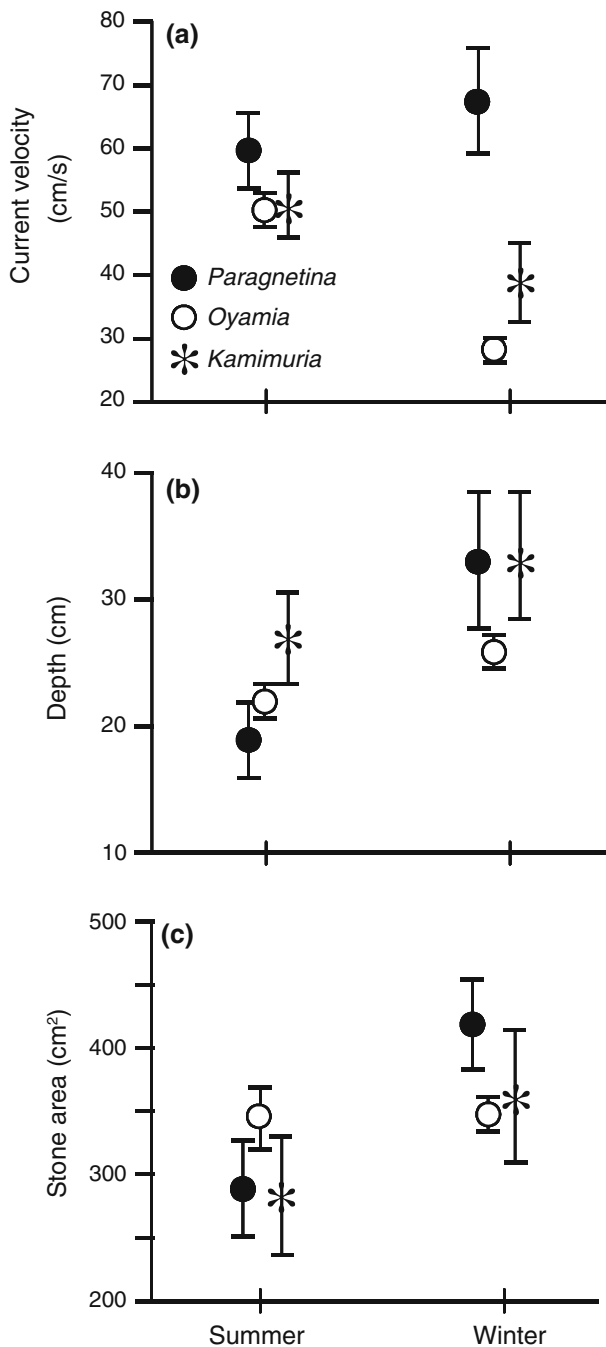 80
(a)
70
60
50
40
30
20
Current velocity
(cm/s)
Paragnetina
Oyamia
Kamimuria
40
(b)
30
20
10
Depth (cm)
500
(c)
400
300
200
Stone area (cm²)
Summer Winter